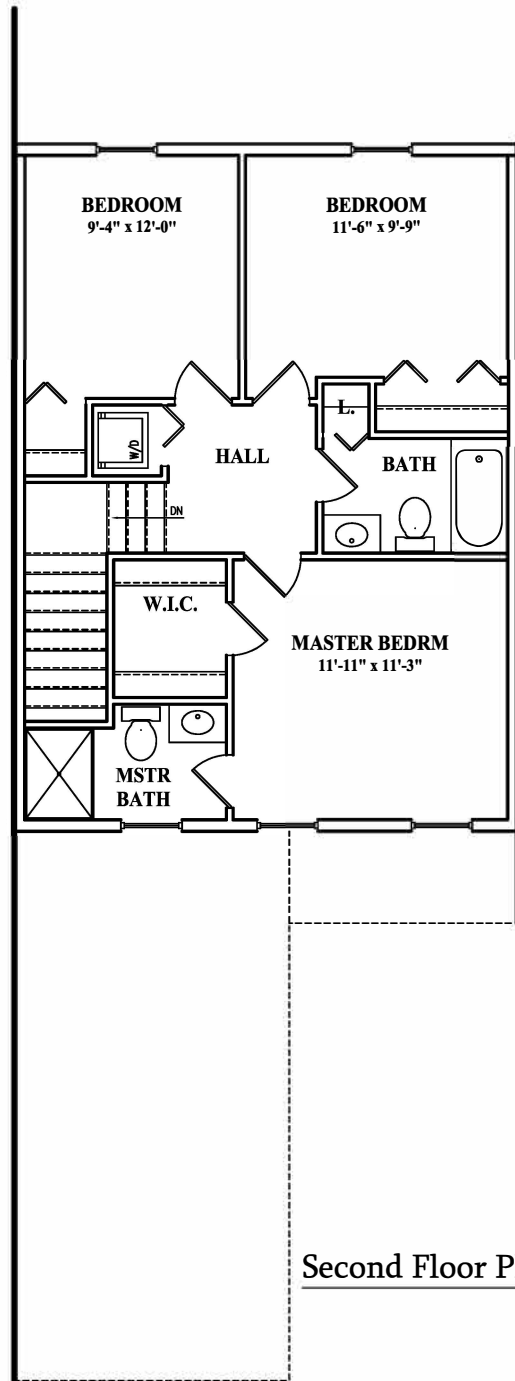 BEDROOM
9'-4" x 12'-0"
BEDROOM
11'-6" x 9'-9"
L.
W/D
HALL
BATH
DN
W.I.C.
MASTER BEDRM
11'-11" x 11'-3"
MSTR
BATH
Second Floor P